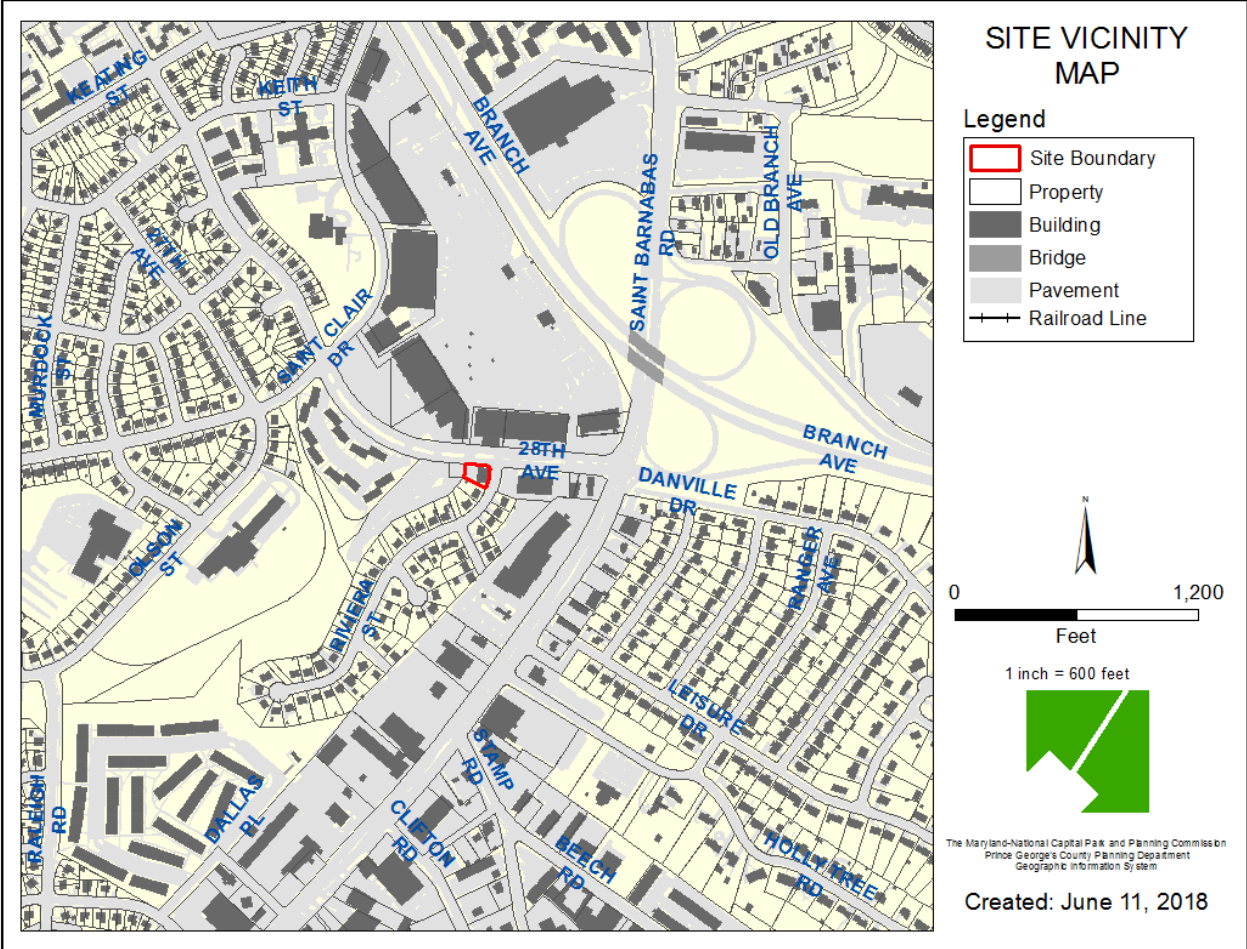 SITE VICINITY
MAP
Legend
Site Boundary
Property
Building
Bridge
Pavement
Railroad Line
KEATING
ST
KEITH
ST
BRANCH
AVE
SAINT BARNABAS
RD
OLD BRANCH
AVE
27TH
AVE
MURDOCK
ST
SAINT CLAIR
DR
28TH
AVE
BRANCH
AVE
DANVILLE
DR
OLSON
ST
RANGER
AVE
RIVIERA
ST
LEISURE
DR
STAMP
RD
RALEIGH
RD
DALLAS
PL
CLIFTON
RD
BEECH
RD
HOLLY TREE
RD
N
0 1,200
Feet
1 inch = 600 feet
The Maryland-National Capital Park and Planning Commission
Prince George's County Planning Department
Geographic Information System
Created: June 11, 2018